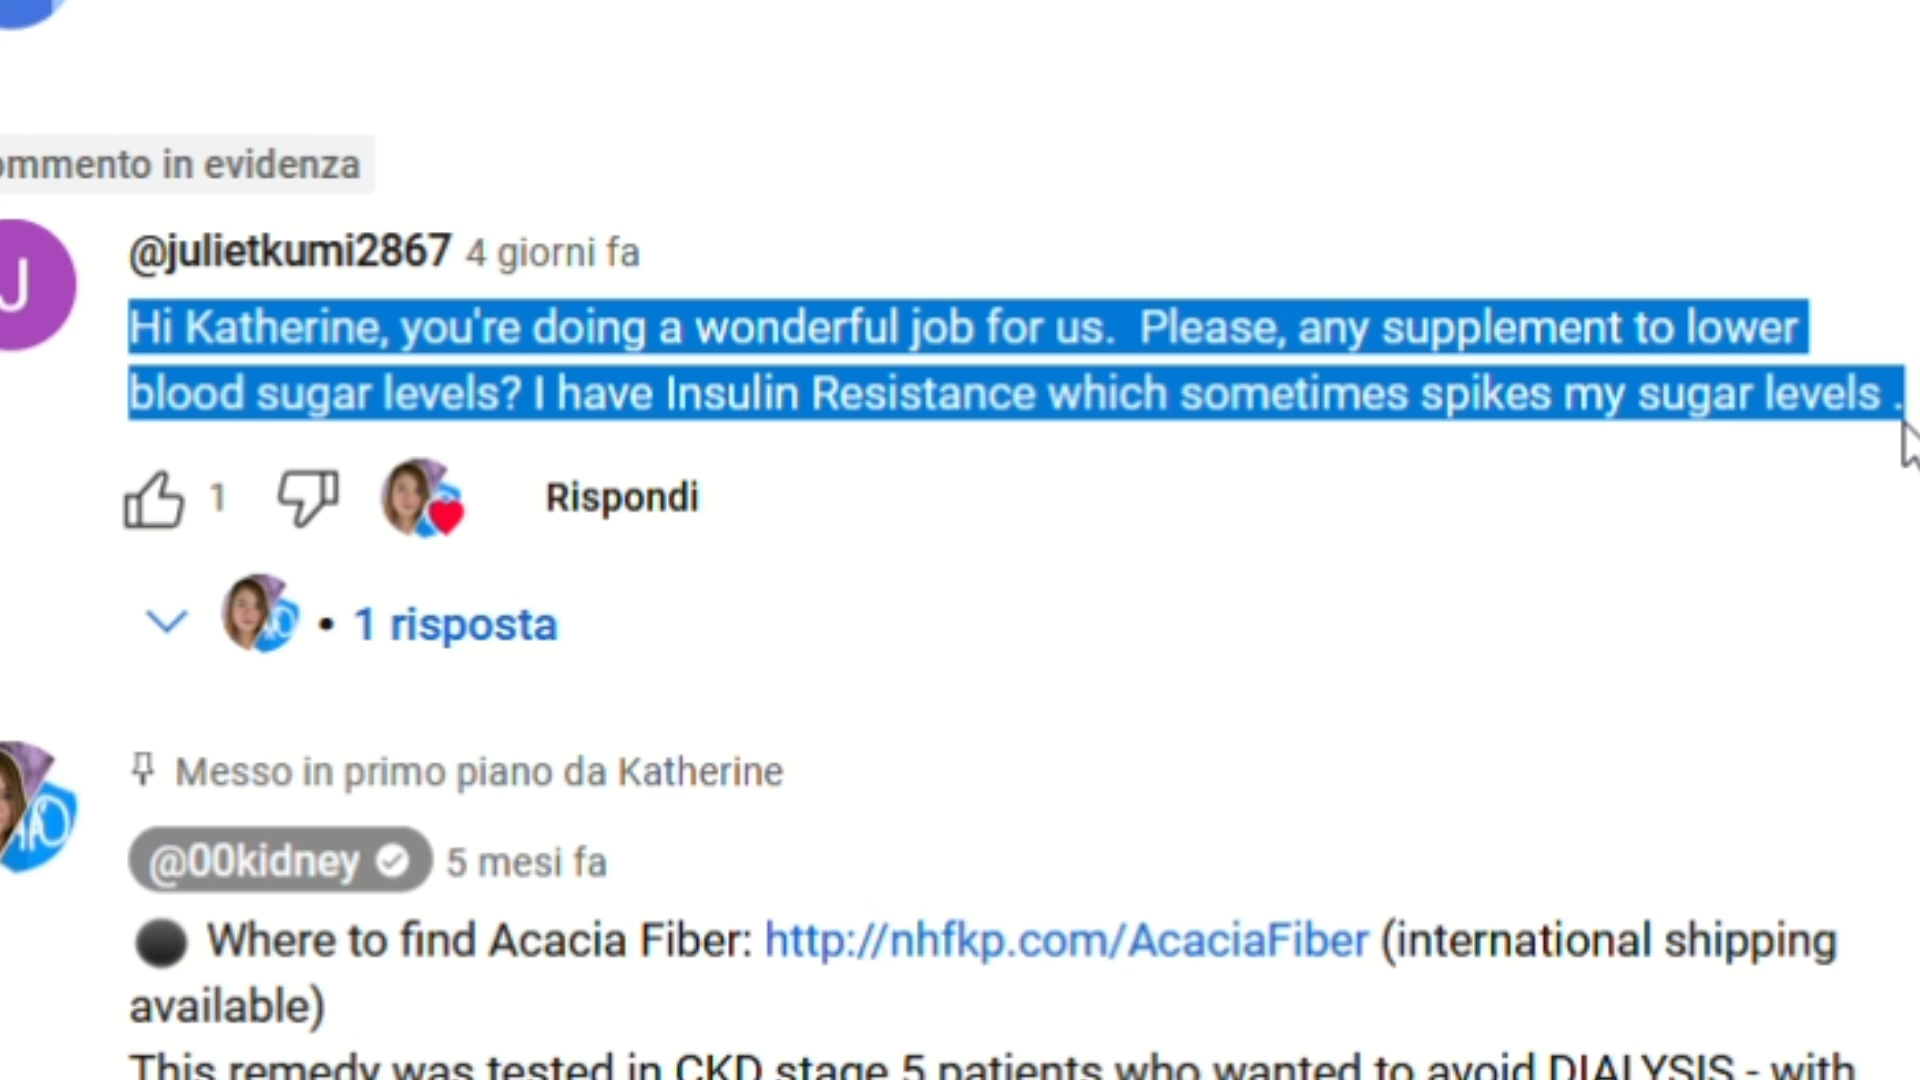 ommento in evidenza
J
@julietkumi2867 4 giorni fa
Hi Katherine, you're doing a wonderful job for us.  Please, any supplement to lower
blood sugar levels? I have Insulin Resistance which sometimes spikes my sugar levels .
1
Rispondi
• 1 risposta
Messo in primo piano da Katherine
@00kidney 5 mesi fa
Where to find Acacia Fiber: http://nhfkp.com/AcaciaFiber (international shipping
available)
This remedy was tested in CKD stage 5 patients who wanted to avoid DIALYSIS - with